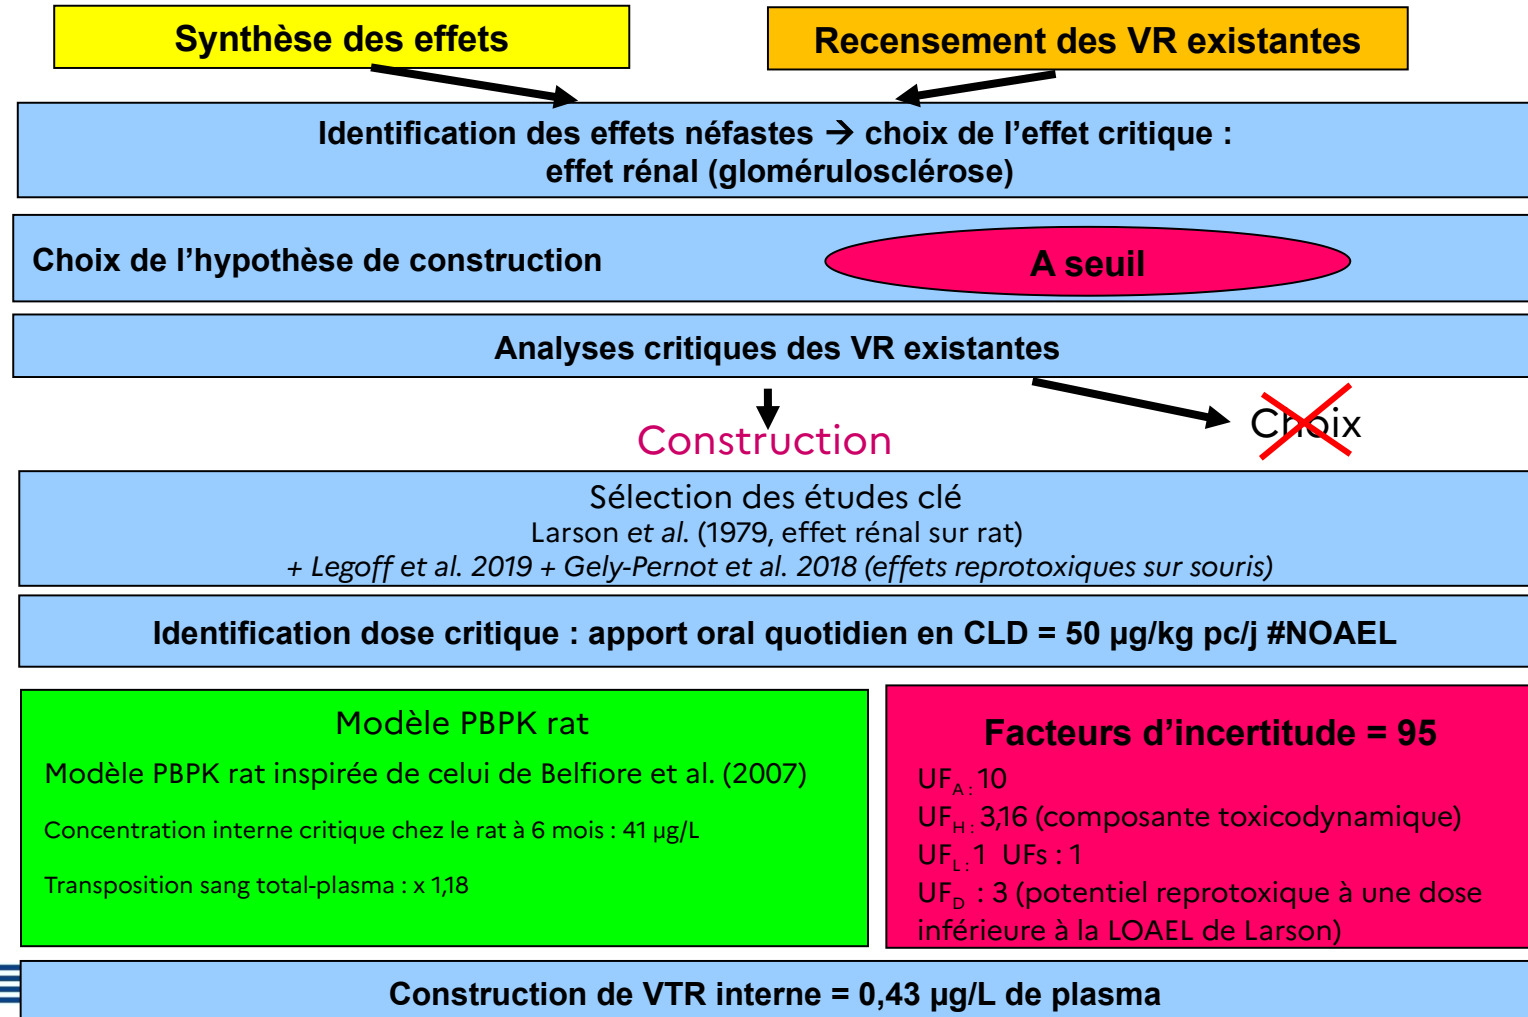 Synthèse des effets
Recensement des VR existantes
Identification des effets néfastes → choix de l'effet critique :
effet rénal (glomérulosclérose)
Choix de l'hypothèse de construction
A seuil
Analyses critiques des VR existantes
Construction
Choix
Sélection des études clé
Larson et al. (1979, effet rénal sur rat)
+ Legoff et al. 2019 + Gely-Pernot et al. 2018 (effets reprotoxiques sur souris)
Identification dose critique : apport oral quotidien en CLD = 50 µg/kg pc/j #NOAEL
Modèle PBPK rat
Modèle PBPK rat inspirée de celui de Belfiore et al. (2007)
Concentration interne critique chez le rat à 6 mois : 41 µg/L
Transposition sang total-plasma : x 1,18
Facteurs d'incertitude = 95
UFA : 10
UFH : 3,16 (composante toxicodynamique)
UFL : 1 UFs : 1
UFD : 3 (potentiel reprotoxique à une dose
inférieure à la LOAEL de Larson)
Construction de VTR interne = 0,43 µg/L de plasma